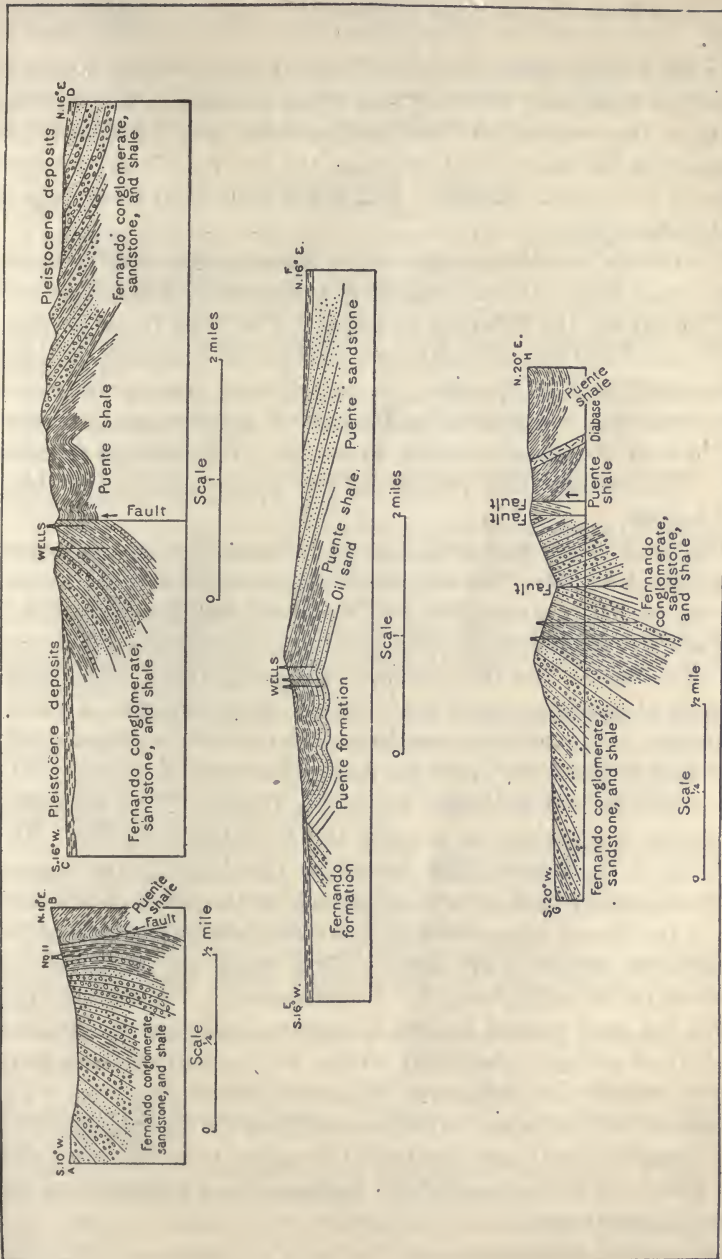 S. 10° W.
A
No 11
N. 10° E.
B
Puente
shale
Fault
Fernando conglomerate,
sandstone, and shale
Scale
0
¼
½ mile
S. 16° W.
C
Pleistocene deposits
WELLS
Pleistocene deposits
N. 16° E.
D
Puente shale
Fault
Fernando conglomerate,
sandstone, and shale
Fernando conglomerate,
sandstone, and shale
Scale
0
2 miles
E
S. 16° W.
WELLS
F
N. 16° E.
Fernando
formation
Puente formation
Oil sand
Puente shale,
Puente sandstone
Scale
0
2 miles
S. 20° W.
G
Fault
Fault
Fault
N. 20° E.
H
Puente
shale
Diabase
Puente
shale
Fernando conglomerate,
sandstone, and shale
Fernando
conglomerate,
sandstone,
and shale
Scale
0
¼
½ mile